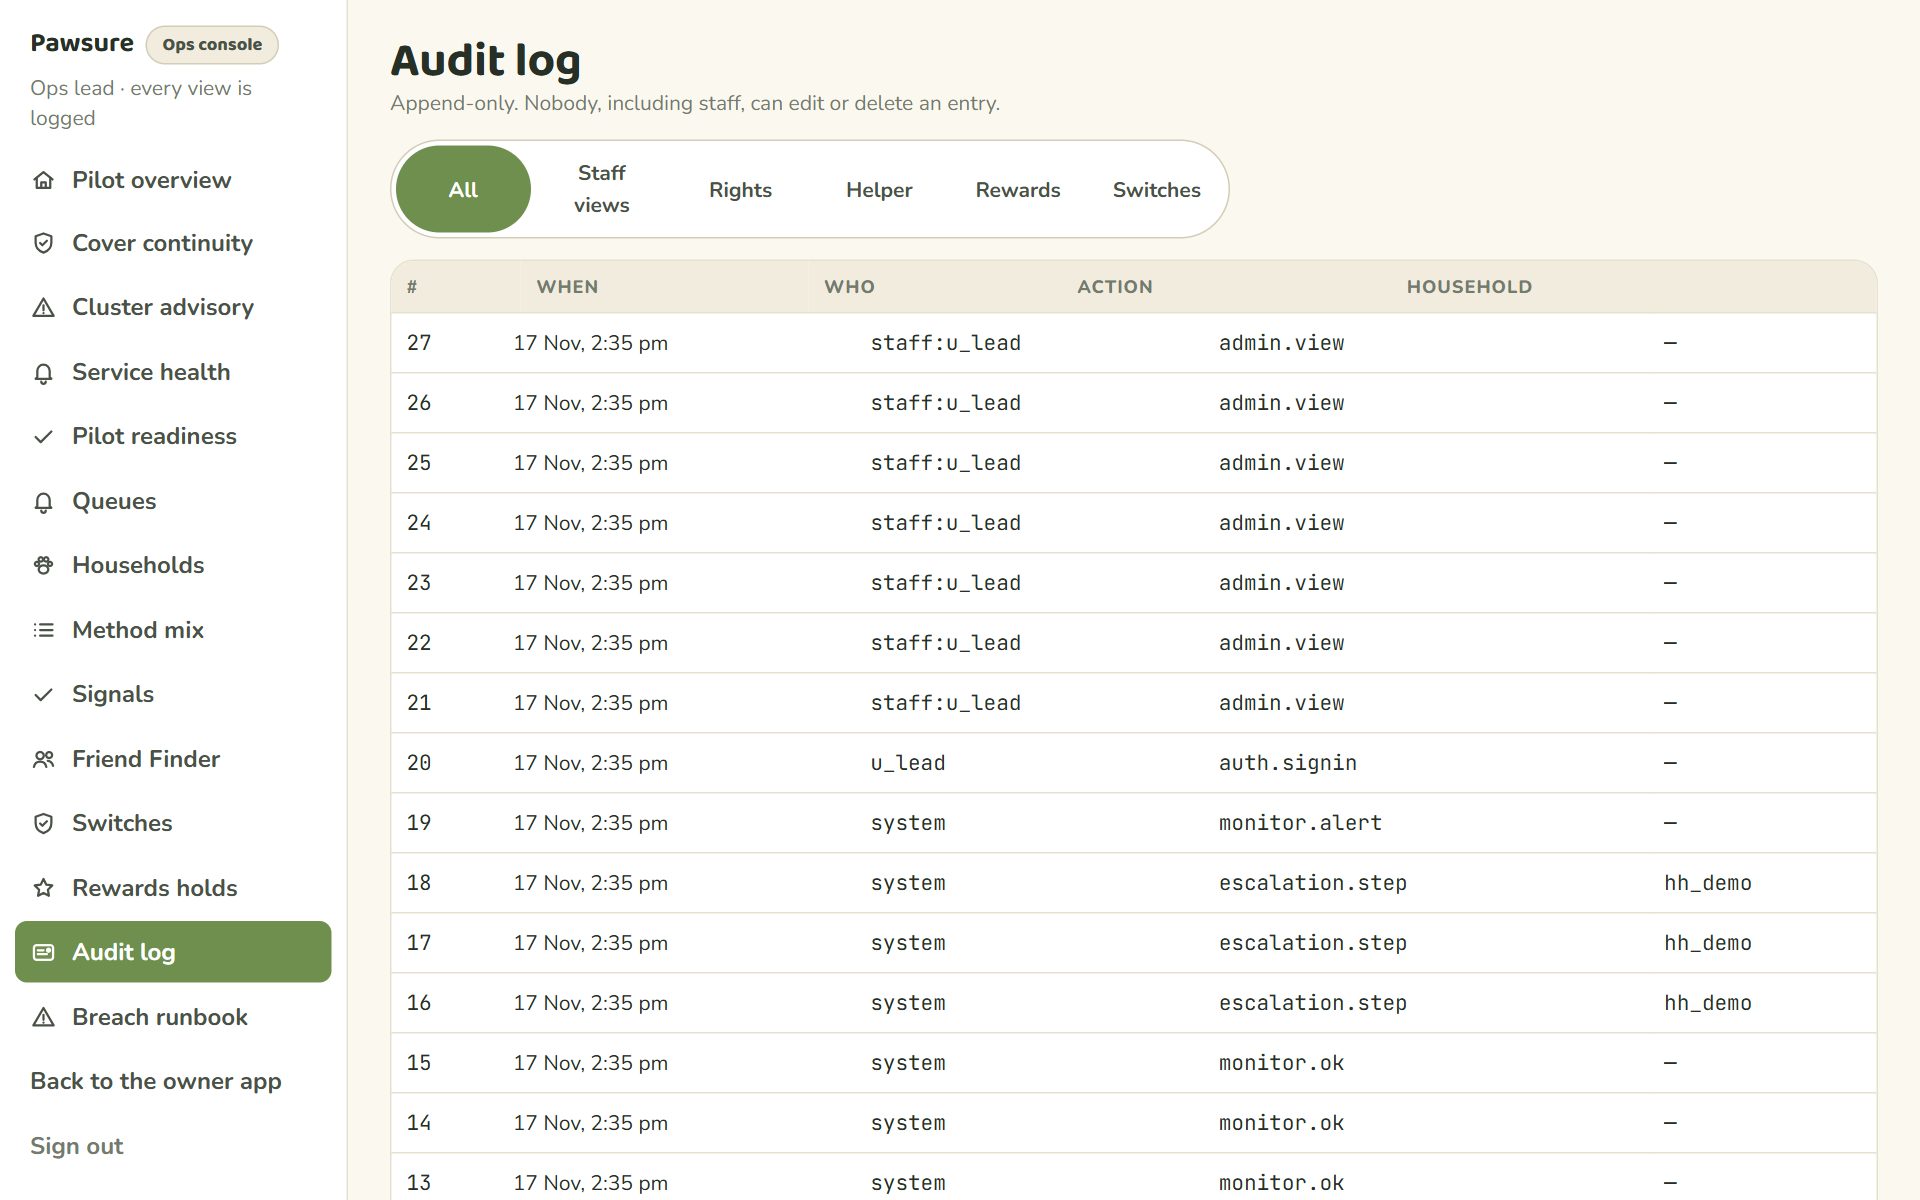 Pawsure Ops console
Ops lead · every view is
logged
Pilot overview
Cover continuity
Cluster advisory
Service health
Pilot readiness
Queues
Households
Method mix
Signals
Friend Finder
Switches
Rewards holds
Audit log
Breach runbook
Back to the owner app
Sign out
Audit log
Append-only. Nobody, including staff, can edit or delete an entry.
All Staff views Rights Helper Rewards Switches
# WHEN WHO ACTION HOUSEHOLD
27 17 Nov, 2:35 pm staff:u_lead admin.view —
26 17 Nov, 2:35 pm staff:u_lead admin.view —
25 17 Nov, 2:35 pm staff:u_lead admin.view —
24 17 Nov, 2:35 pm staff:u_lead admin.view —
23 17 Nov, 2:35 pm staff:u_lead admin.view —
22 17 Nov, 2:35 pm staff:u_lead admin.view —
21 17 Nov, 2:35 pm staff:u_lead admin.view —
20 17 Nov, 2:35 pm u_lead auth.signin —
19 17 Nov, 2:35 pm system monitor.alert —
18 17 Nov, 2:35 pm system escalation.step hh_demo
17 17 Nov, 2:35 pm system escalation.step hh_demo
16 17 Nov, 2:35 pm system escalation.step hh_demo
15 17 Nov, 2:35 pm system monitor.ok —
14 17 Nov, 2:35 pm system monitor.ok —
13 17 Nov, 2:35 pm system monitor.ok —